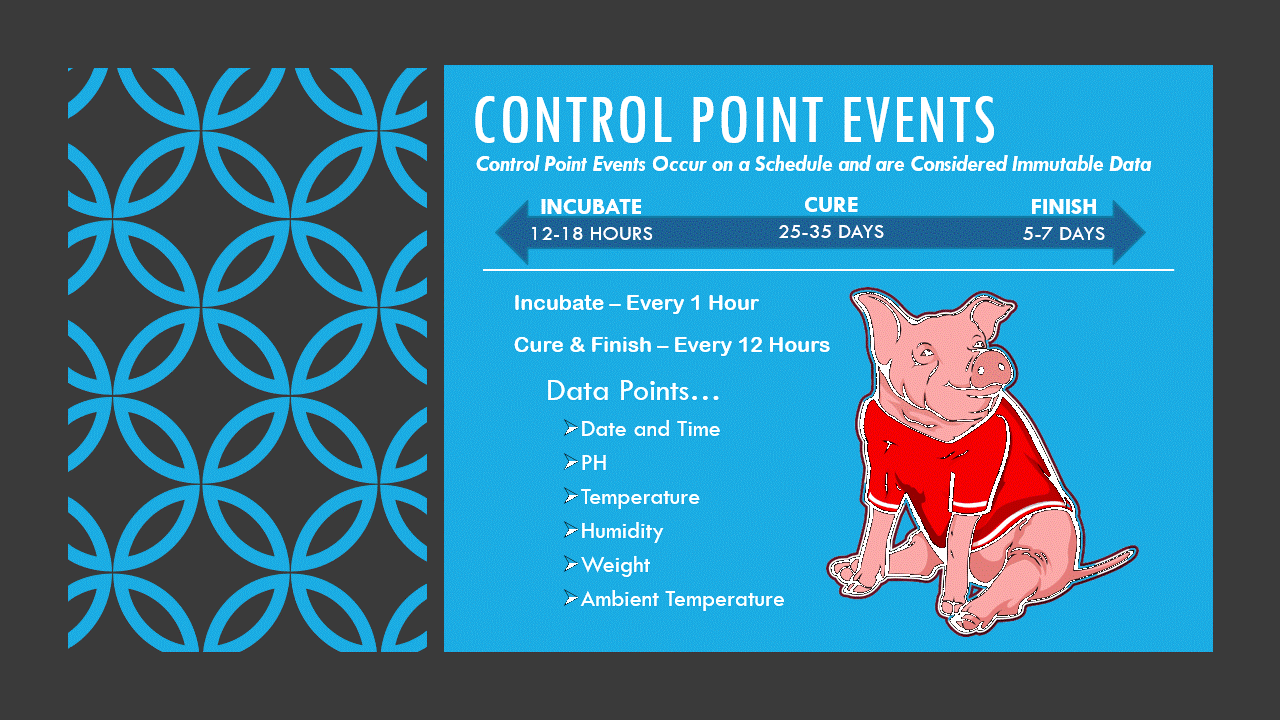 CONTROL POINT EVENTS
Control Point Events Occur on a Schedule and are Considered Immutable Data
INCUBATE
12-18 HOURS
CURE
25-35 DAYS
FINISH
5-7 DAYS
Incubate – Every 1 Hour
Cure & Finish – Every 12 Hours
Data Points…
Date and Time
PH
Temperature
Humidity
Weight
Ambient Temperature